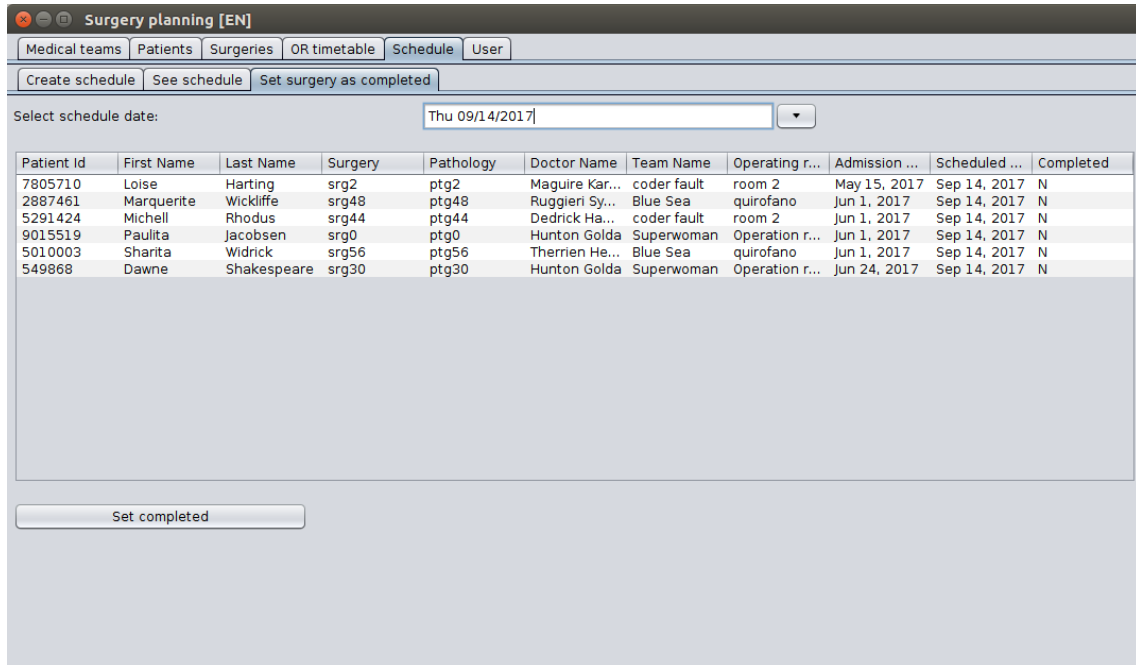 Surgery planning [EN]
Medical teams Patients Surgeries OR timetable Schedule User
Create schedule See schedule Set surgery as completed
Select schedule date: Thu 09/14/2017
Patient Id First Name Last Name Surgery Pathology Doctor Name Team Name Operating r... Admission ... Scheduled ... Completed
7805710 Loise Harting srg2 ptg2 Maguire Kar... coder fault room 2 May 15, 2017 Sep 14, 2017 N
2887461 Marquerite Wickliffe srg48 ptg48 Ruggieri Sy... Blue Sea quirofano Jun 1, 2017 Sep 14, 2017 N
5291424 Michell Rhodus srg44 ptg44 Dedrick Ha... coder fault room 2 Jun 1, 2017 Sep 14, 2017 N
9015519 Paulita Jacobsen srg0 ptg0 Hunton Golda Superwoman Operation r... Jun 1, 2017 Sep 14, 2017 N
5010003 Sharita Widrick srg56 ptg56 Therrien He... Blue Sea quirofano Jun 1, 2017 Sep 14, 2017 N
549868 Dawne Shakespeare srg30 ptg30 Hunton Golda Superwoman Operation r... Jun 24, 2017 Sep 14, 2017 N
Set completed